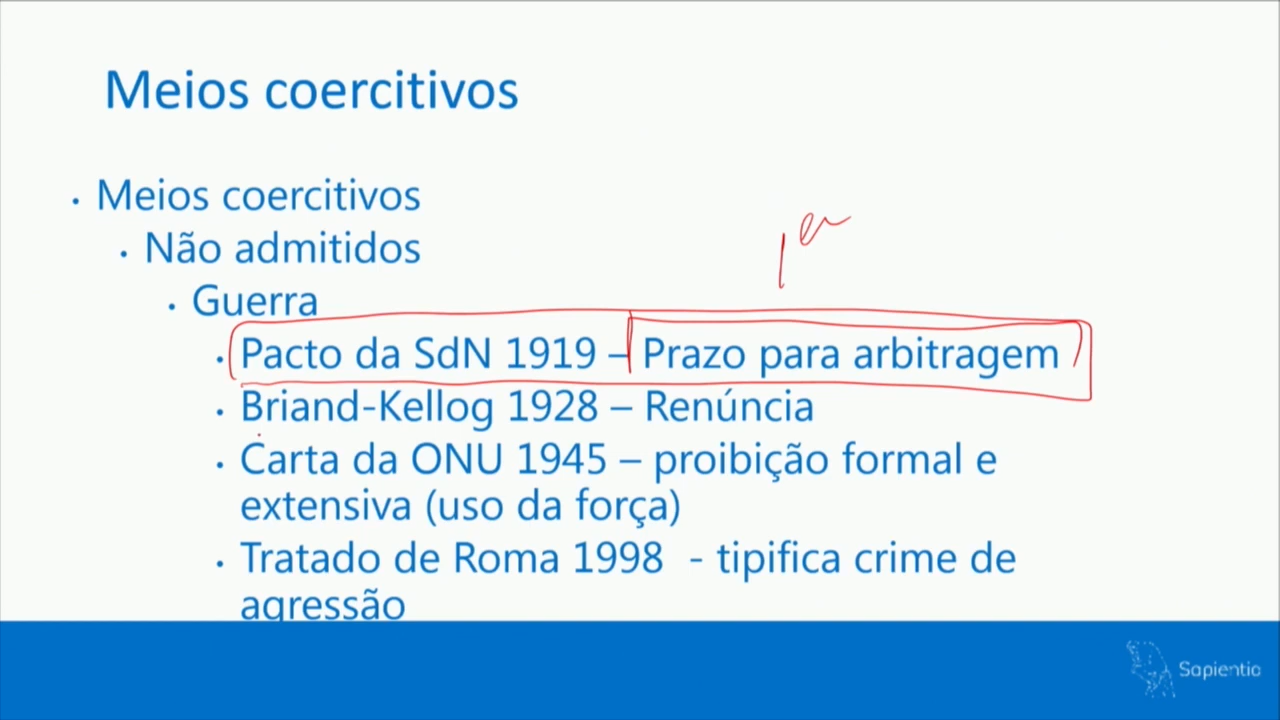 Meios coercitivos
• Meios coercitivos
• Não admitidos
• Guerra
• Pacto da SdN 1919 – Prazo para arbitragem
• Briand-Kellog 1928 – Renúncia
• Carta da ONU 1945 – proibição formal e
extensiva (uso da força)
• Tratado de Roma 1998 - tipifica crime de
agressão
Sapientia